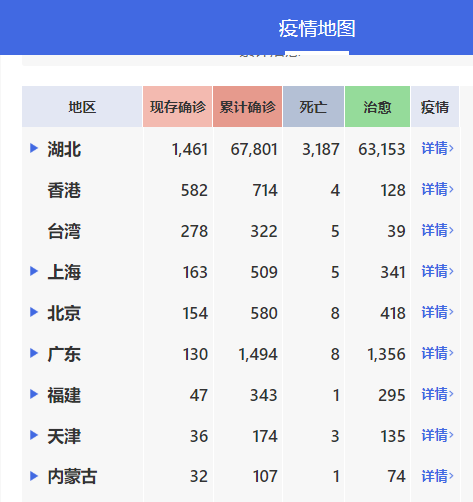 疫情地图
地区 现存确诊 累计确诊 死亡 治愈 疫情
湖北 1,461 67,801 3,187 63,153 详情>
香港 582 714 4 128 详情>
台湾 278 322 5 39 详情>
上海 163 509 5 341 详情>
北京 154 580 8 418 详情>
广东 130 1,494 8 1,356 详情>
福建 47 343 1 295 详情>
天津 36 174 3 135 详情>
内蒙古 32 107 1 74 详情>